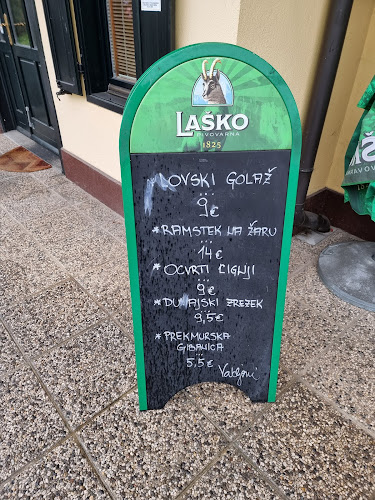 LAŠKO
PIVOVARNA
1825
LOVSKI GOLAŽ
9€
* RAMSTEK NA ŽARU
14€
* OCVRTI LIGNJI
9€
* DUNAJSKI ZREZEK
9,5€
* PREKMURSKA
GIBANICA
5,5€
Vabljeni